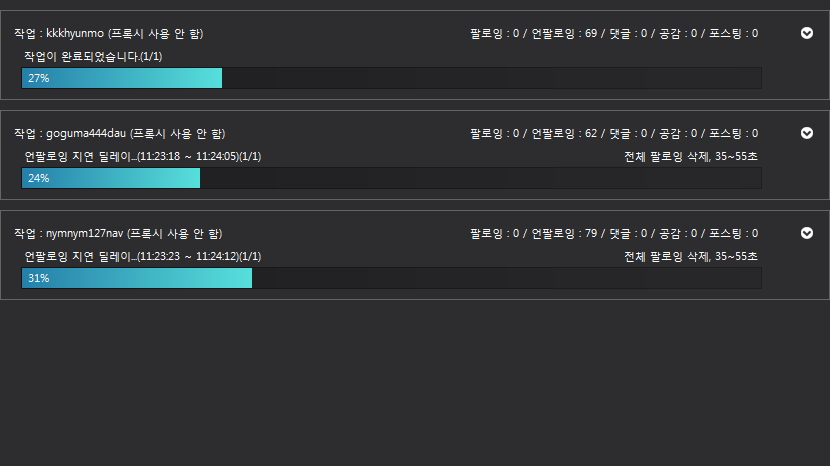 작업 : kkkhyunmo (프록시 사용 안 함) 팔로잉 : 0 / 언팔로잉 : 69 / 댓글 : 0 / 공감 : 0 / 포스팅 : 0
작업이 완료되었습니다.(1/1)
27%
작업 : goguma444dau (프록시 사용 안 함) 팔로잉 : 0 / 언팔로잉 : 62 / 댓글 : 0 / 공감 : 0 / 포스팅 : 0
언팔로잉 지연 딜레이...(11:23:18 ~ 11:24:05)(1/1) 전체 팔로잉 삭제, 35~55초
24%
작업 : nymnym127nav (프록시 사용 안 함) 팔로잉 : 0 / 언팔로잉 : 79 / 댓글 : 0 / 공감 : 0 / 포스팅 : 0
언팔로잉 지연 딜레이...(11:23:23 ~ 11:24:12)(1/1) 전체 팔로잉 삭제, 35~55초
31%